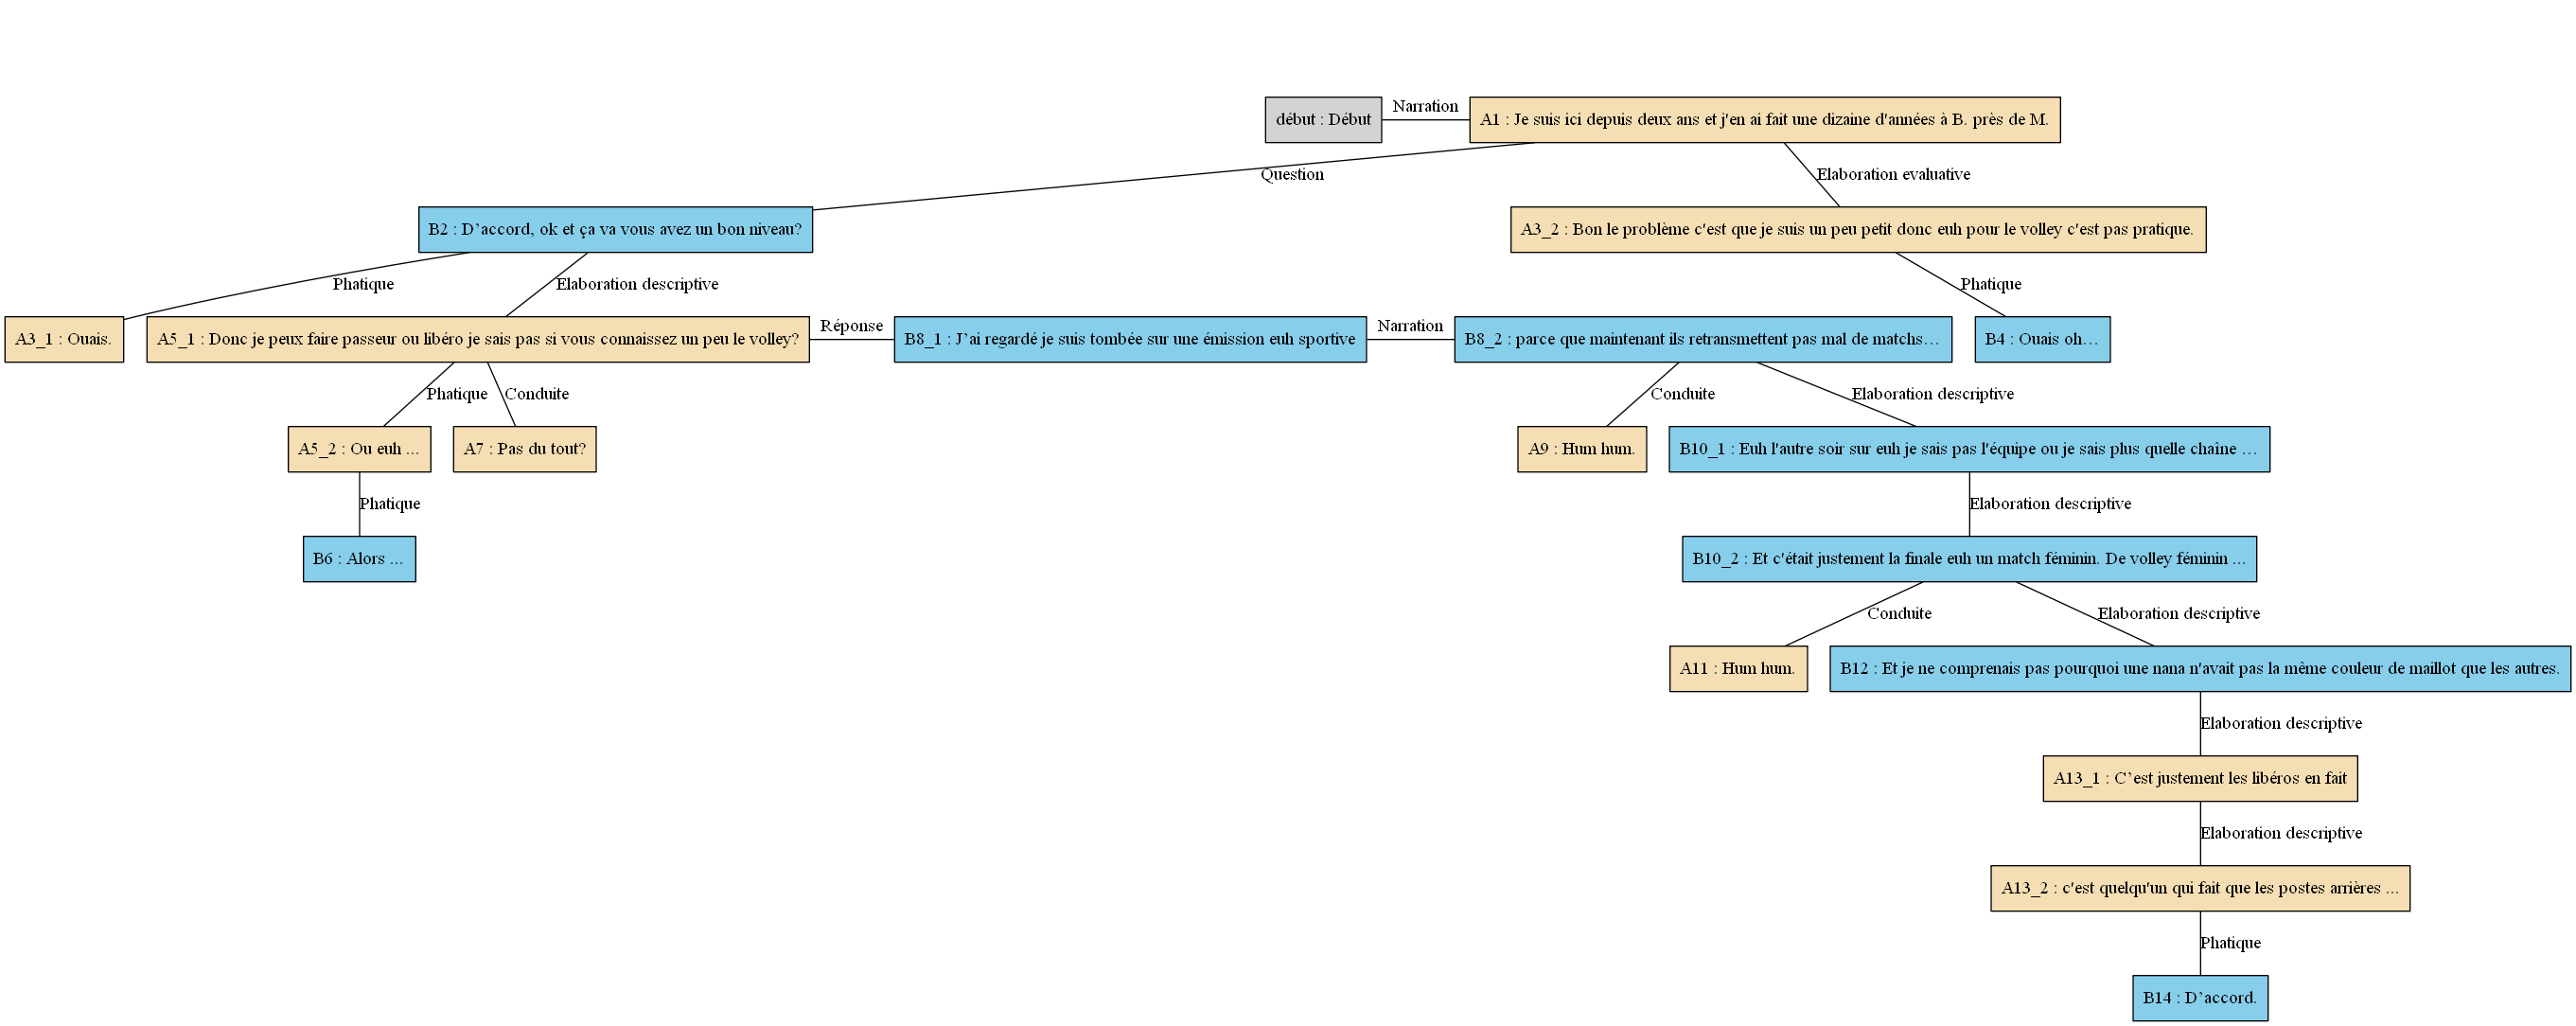 Narration
début : Début
A1 : Je suis ici depuis deux ans et j'en ai fait une dizaine d'années à B. près de M.
Question
Elaboration evaluative
B2 : D’accord, ok et ça va vous avez un bon niveau?
A3_2 : Bon le problème c'est que je suis un peu petit donc euh pour le volley c'est pas pratique.
Phatique
Elaboration descriptive
Phatique
A3_1 : Ouais.
A5_1 : Donc je peux faire passeur ou libéro je sais pas si vous connaissez un peu le volley?
Réponse
B8_1 : J’ai regardé je suis tombée sur une émission euh sportive
Narration
B8_2 : parce que maintenant ils retransmettent pas mal de matchs…
B4 : Ouais oh…
Phatique
Conduite
Conduite
Elaboration descriptive
A5_2 : Ou euh ...
A7 : Pas du tout?
A9 : Hum hum.
B10_1 : Euh l'autre soir sur euh je sais pas l'équipe ou je sais plus quelle chaîne …
Phatique
Elaboration descriptive
B6 : Alors ...
B10_2 : Et c'était justement la finale euh un match féminin. De volley féminin ...
Conduite
Elaboration descriptive
A11 : Hum hum.
B12 : Et je ne comprenais pas pourquoi une nana n'avait pas la même couleur de maillot que les autres.
Elaboration descriptive
A13_1 : C’est justement les libéros en fait
Elaboration descriptive
A13_2 : c'est quelqu'un qui fait que les postes arrières ...
Phatique
B14 : D’accord.